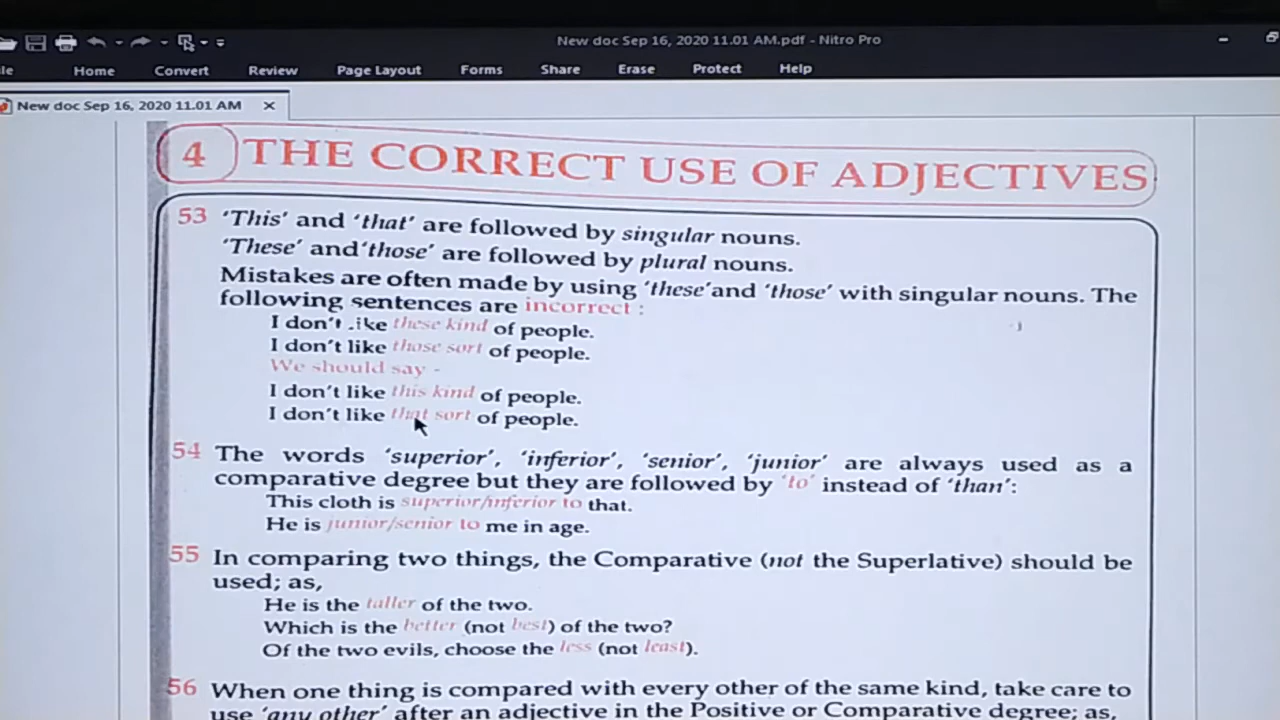 New doc Sep 16, 2020 11.01 AM.pdf - Nitro Pro
le Home Convert Review Page Layout Forms Share Erase Protect Help
New doc Sep 16, 2020 11.01 AM ×
4 THE CORRECT USE OF ADJECTIVES
53 'This' and 'that' are followed by singular nouns.
'These' and 'those' are followed by plural nouns.
Mistakes are often made by using 'these' and 'those' with singular nouns. The
following sentences are incorrect :
I don't like these kind of people.
I don't like those sort of people.
We should say -
I don't like this kind of people.
I don't like that sort of people.
54 The words 'superior', 'inferior', 'senior', 'junior' are always used as a
comparative degree but they are followed by 'to' instead of 'than':
This cloth is superior/inferior to that.
He is junior/senior to me in age.
55 In comparing two things, the Comparative (not the Superlative) should be
used; as,
He is the taller of the two.
Which is the better (not best) of the two?
Of the two evils, choose the less (not least).
56 When one thing is compared with every other of the same kind, take care to
use 'any other' after an adjective in the Positive or Comparative degree; as,